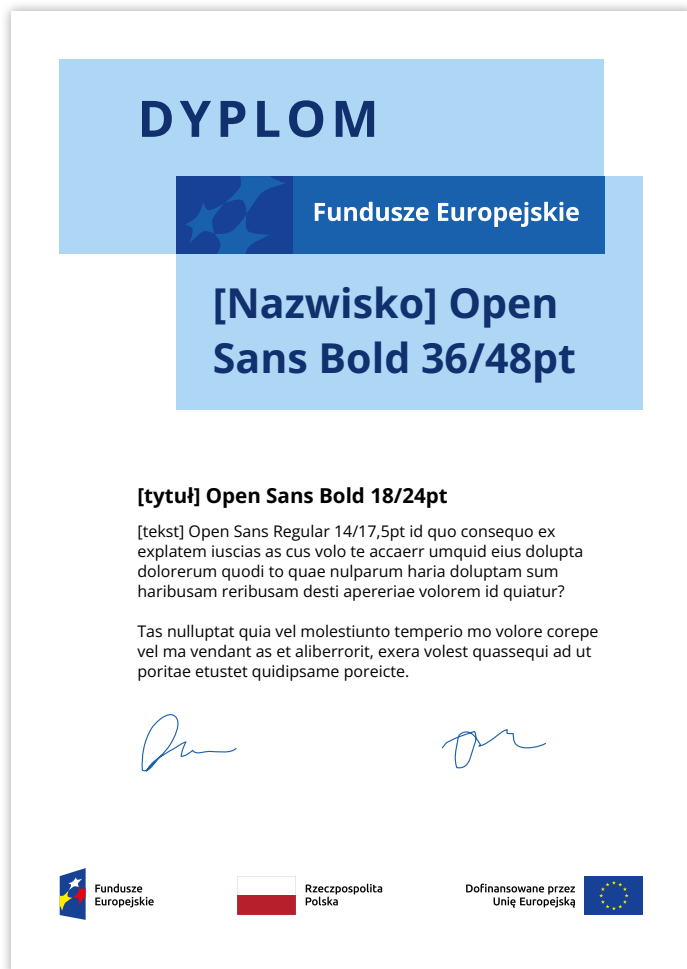 DYPLOM
Fundusze Europejskie
[Nazwisko] Open
Sans Bold 36/48pt
[tytuł] Open Sans Bold 18/24pt
[tekst] Open Sans Regular 14/17,5pt id quo consequo ex
explatem iuscias as cus volo te accaerr umquid eius dolupta
dolorerum quodi to quae nulparum haria doluptam sum
haribusam reribusam desti apereriae volorem id quiatur?
Tas nulluptat quia vel molestiunto temperio mo volore corepe
vel ma vendant as et aliberrorit, exera volest quassequi ad ut
poritae etustet quidipsame poreicte.
Fundusze
Europejskie
Rzeczpospolita
Polska
Dofinansowane przez
Unię Europejską